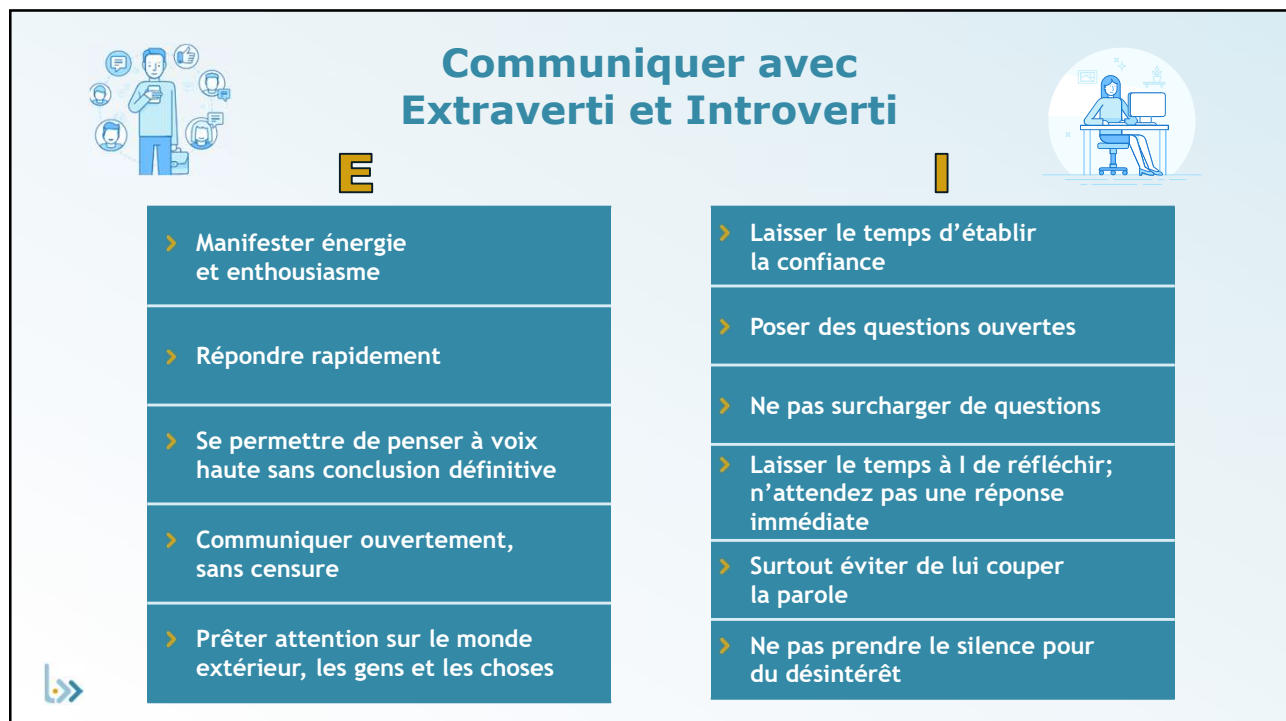 Communiquer avec
Extraverti et Introverti
E
Manifester énergie
et enthousiasme
Répondre rapidement
Se permettre de penser à voix
haute sans conclusion définitive
Communiquer ouvertement,
sans censure
Prêter attention sur le monde
extérieur, les gens et les choses
I
Laisser le temps d’établir
la confiance
Poser des questions ouvertes
Ne pas surcharger de questions
Laisser le temps à I de réfléchir;
n’attendez pas une réponse
immédiate
Surtout éviter de lui couper
la parole
Ne pas prendre le silence pour
du désintérêt